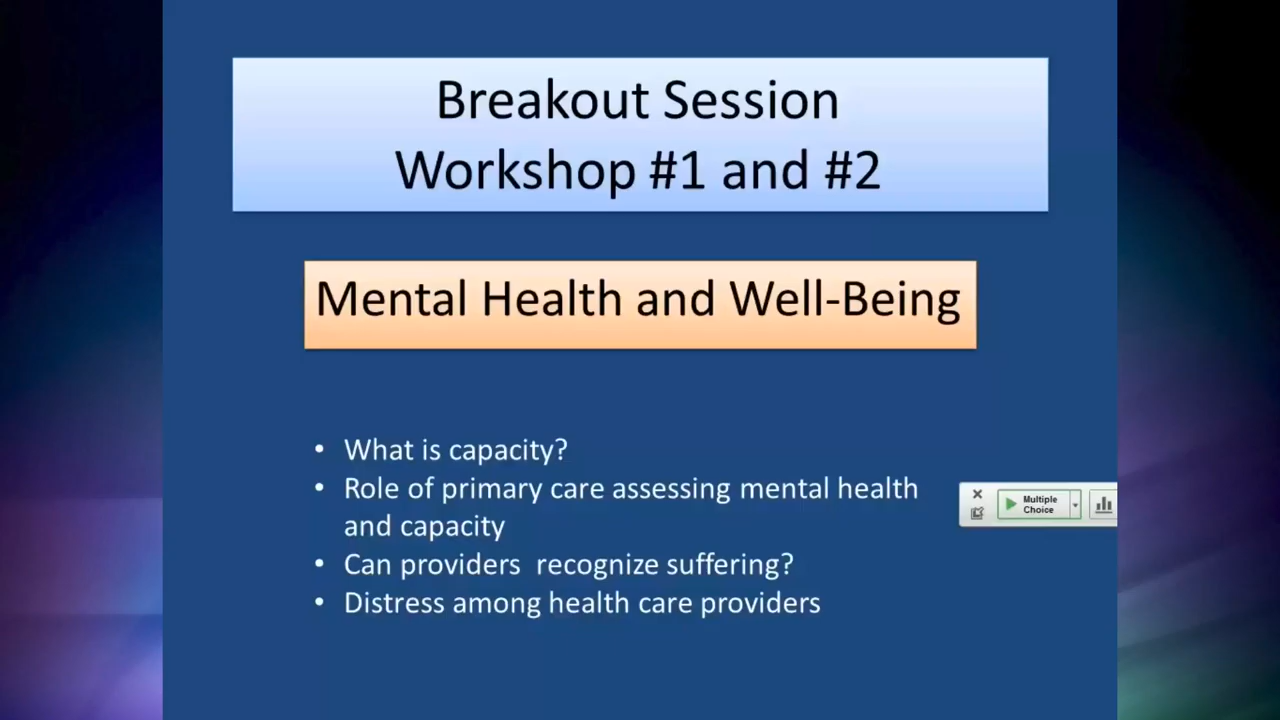 Breakout Session
Workshop #1 and #2
Mental Health and Well-Being
• What is capacity?
• Role of primary care assessing mental health
and capacity
• Can providers  recognize suffering?
• Distress among health care providers
Multiple
Choice